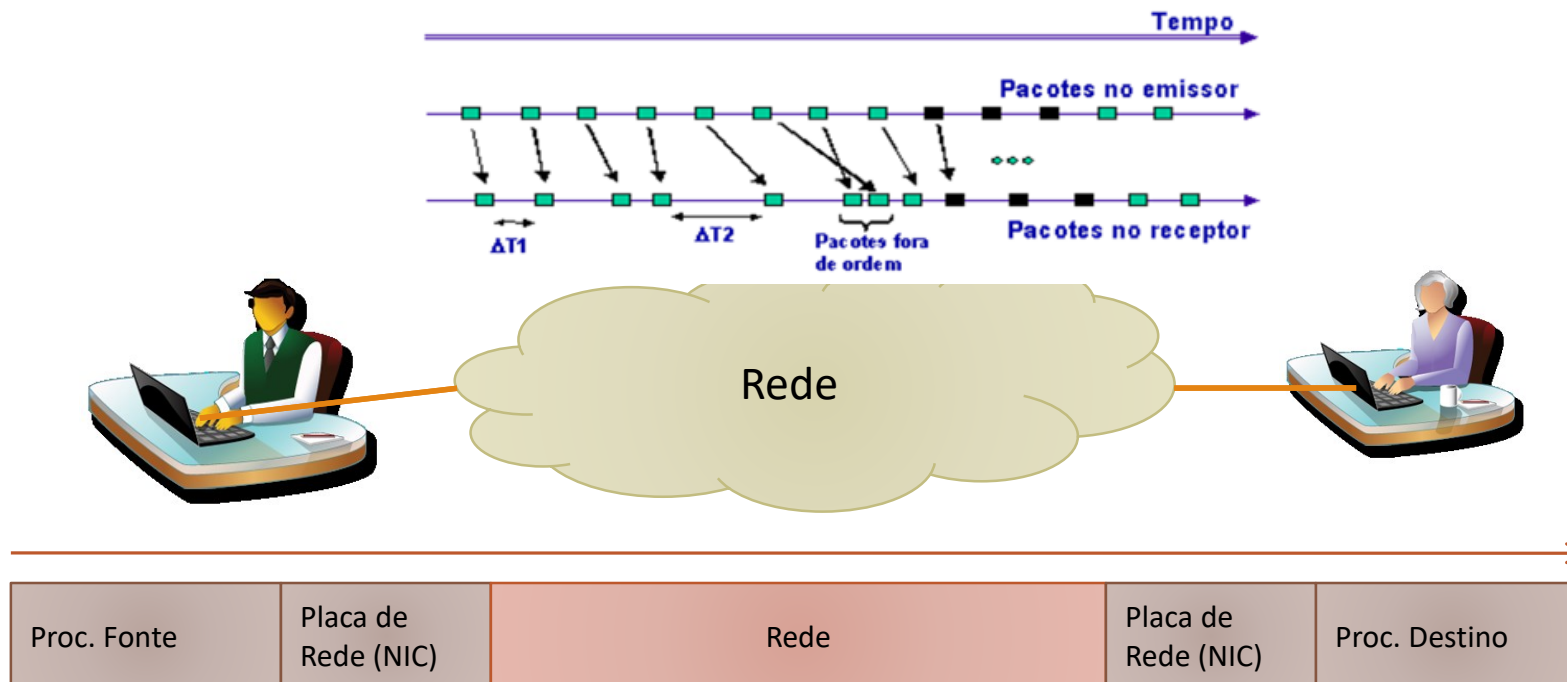 Tempo
Pacotes no emissor
ΔT1
ΔT2
Pacotes fora
de ordem
Pacotes no receptor
Rede
Proc. Fonte
Placa de
Rede (NIC)
Rede
Placa de
Rede (NIC)
Proc. Destino